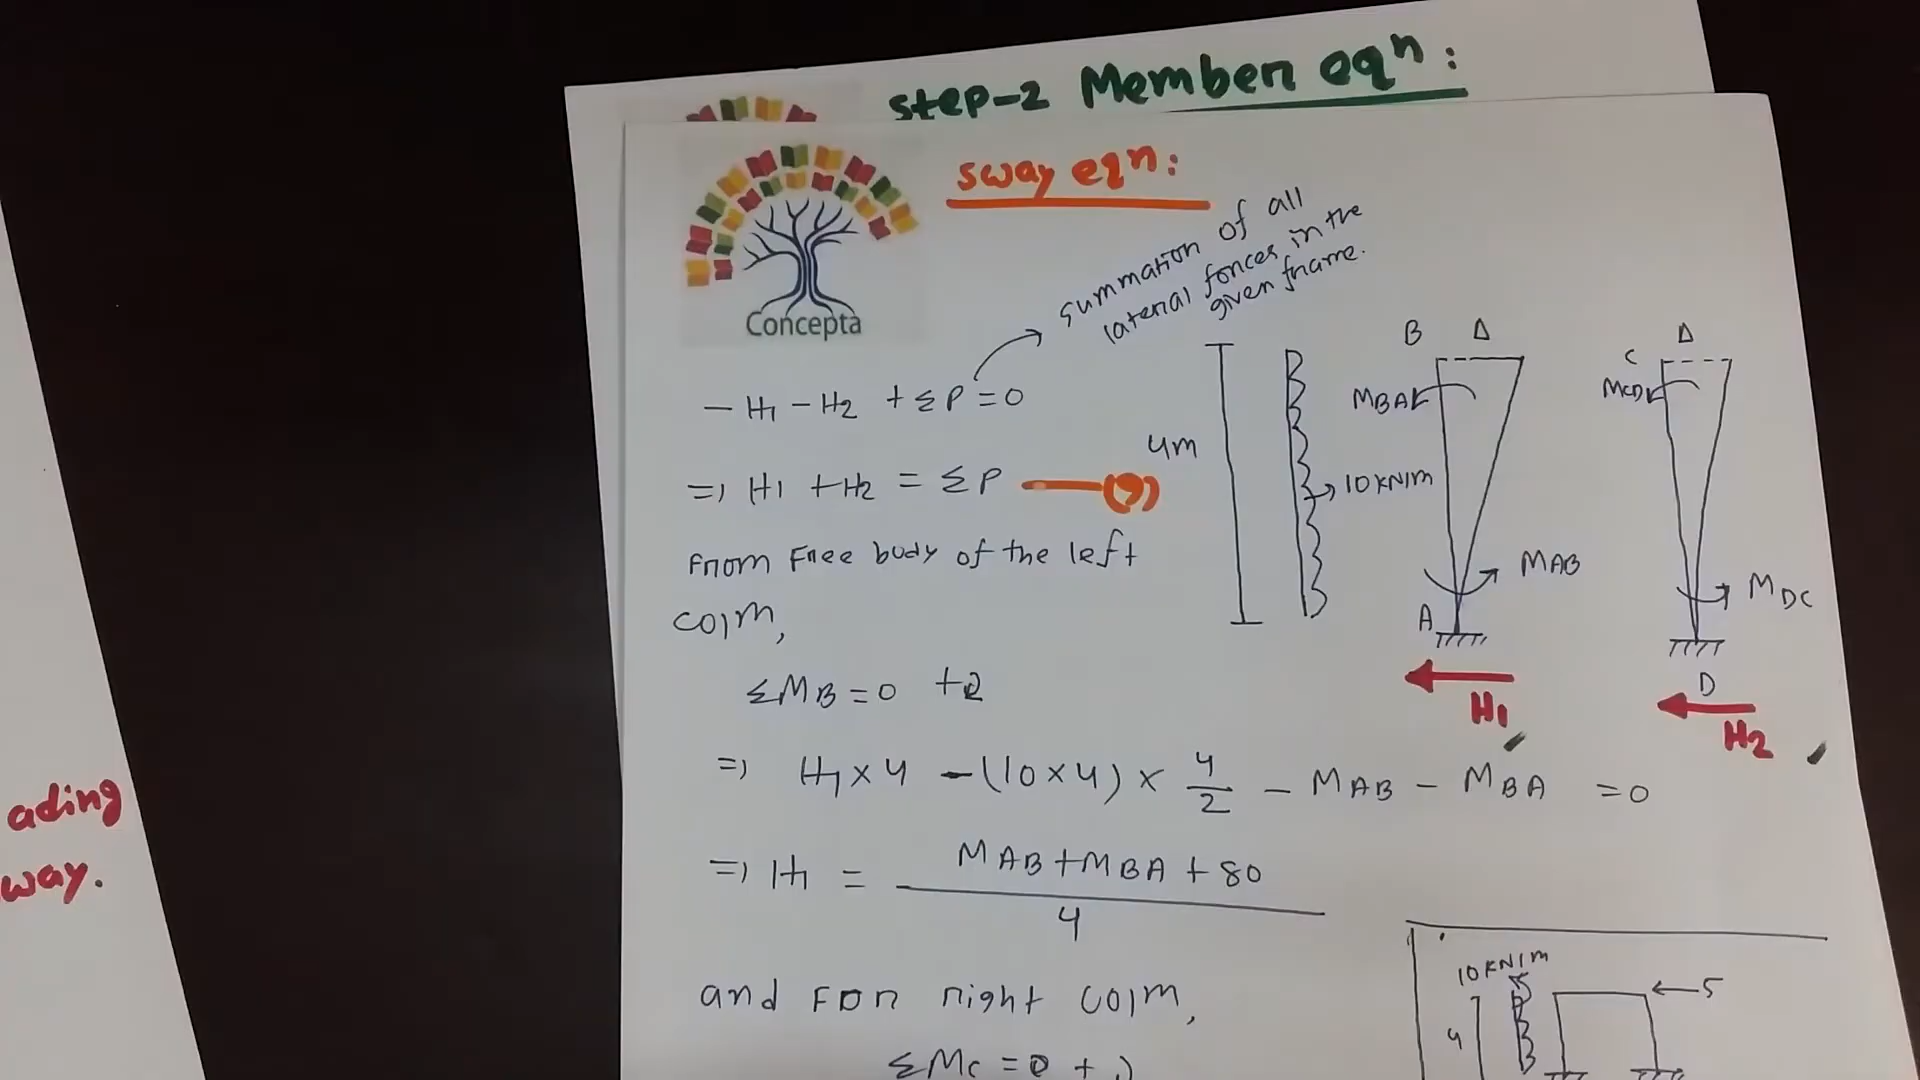 step-2 Member eqn:
sway eqn:
Concepta
summation of all
lateral forces in the
given frame.
- H1 - H2 + ΣP = 0
=> H1 + H2 = ΣP
From Free body of the left
colm,
ΣMB = 0 +
=> H1 × 4 - (10 × 4) × 4/2 - MAB - MBA = 0
=> H1 = MAB + MBA + 80 / 4
and For right colm,
ΣMC = 0 +
4m
10 KN/m
B Δ
MBA
MAB
A
H1
C Δ
MCD
MDC
D
H2
10 KN/m
5
4
ading
way.